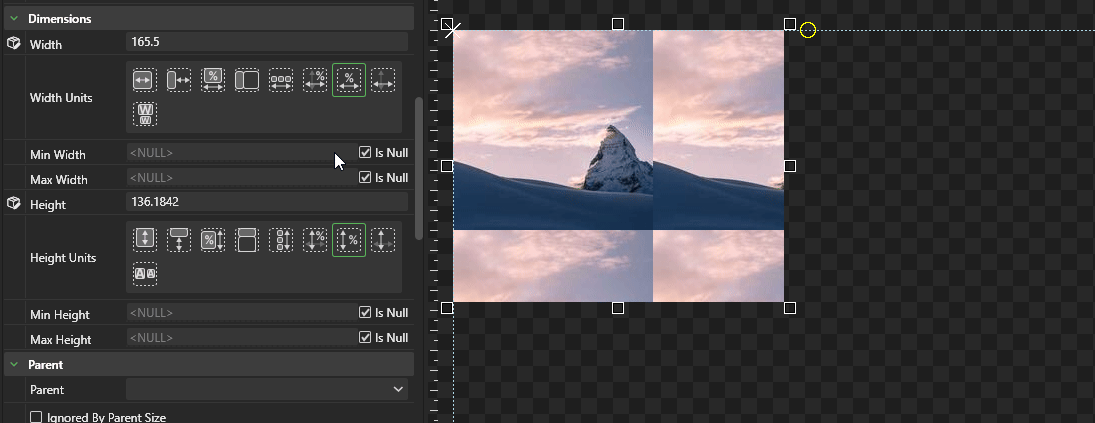 Dimensions
Width 165.5
Width Units
Min Width <NULL> Is Null
Max Width <NULL> Is Null
Height 136.1842
Height Units
Min Height <NULL> Is Null
Max Height <NULL> Is Null
Parent
Parent
Ignored By Parent Size
% % %
W
W
% % %
A A